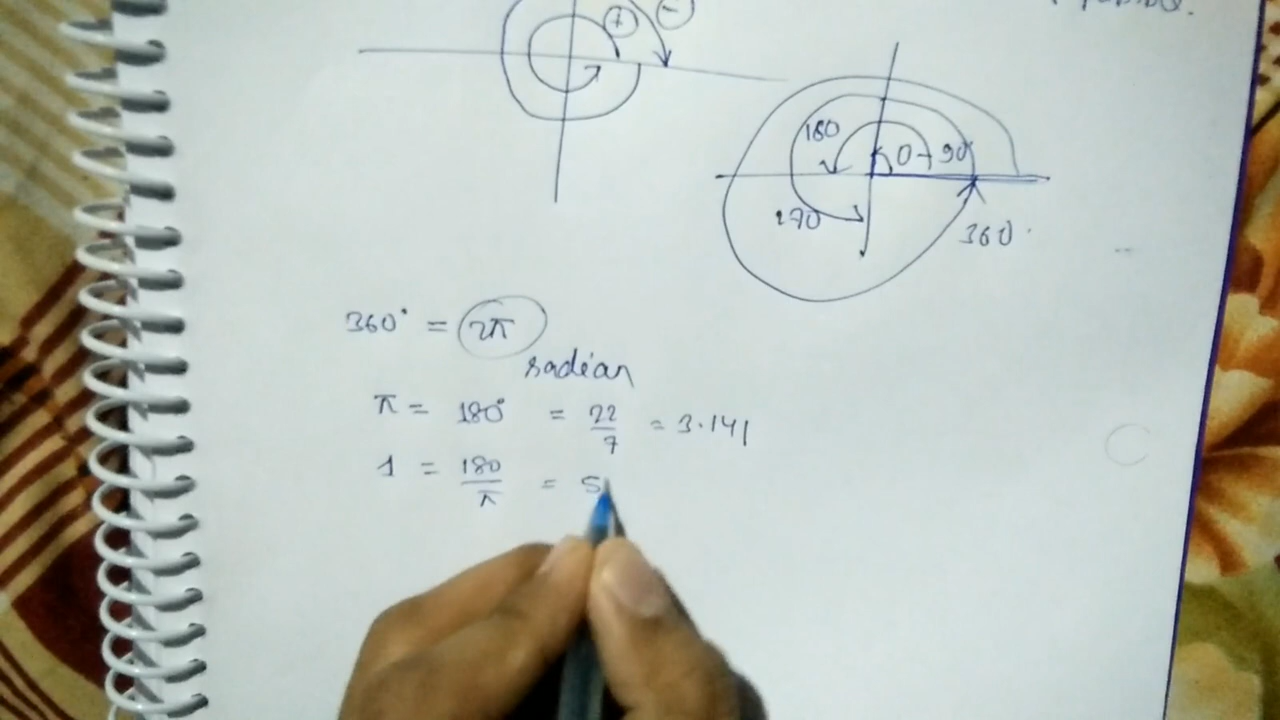 + −
180 0 → 90
270
360
360° = 2π
radian
π = 180° = 22/7 = 3.141
1 = 180/π = 5